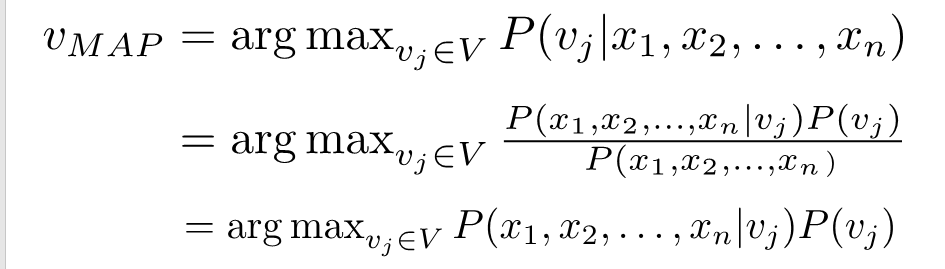 v_{MAP} = arg max_{v_j∈V} P(v_j|x_1, x_2, . . . , x_n)
= arg max_{v_j∈V} \frac{P(x_1,x_2,...,x_n|v_j)P(v_j)}{P(x_1,x_2,...,x_n)}
= arg max_{v_j∈V} P(x_1, x_2, . . . , x_n|v_j)P(v_j)